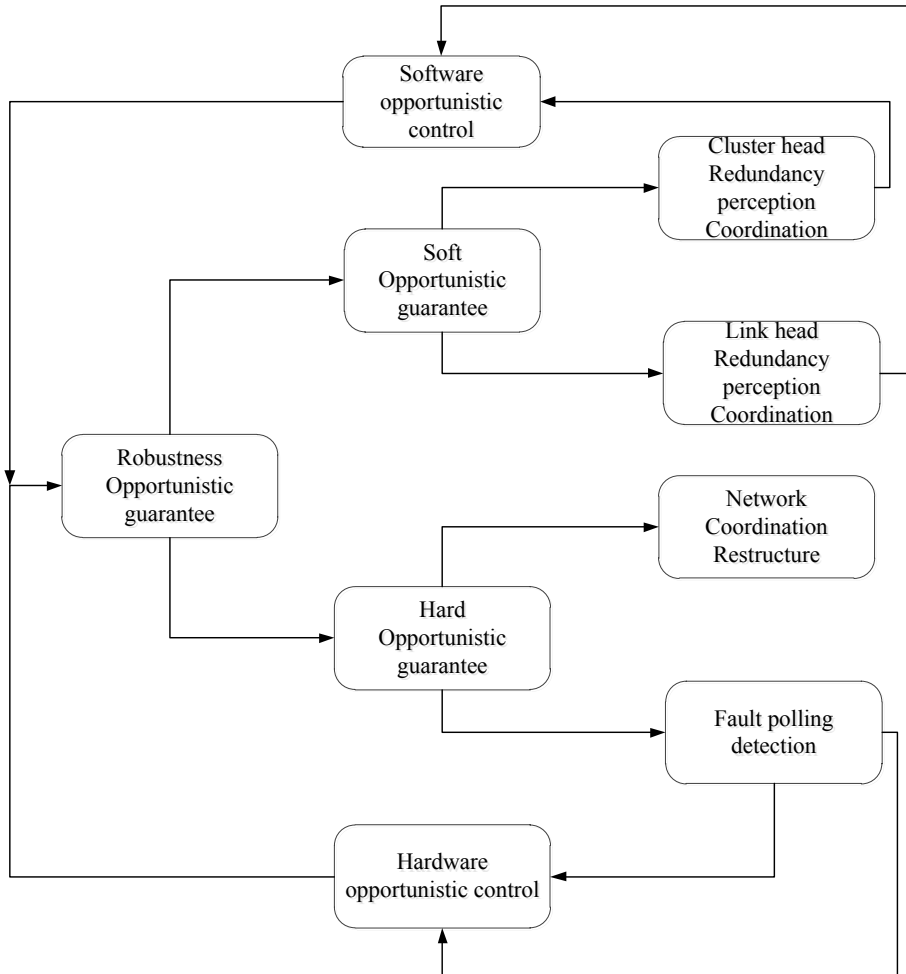 Software
opportunistic
control
Cluster head
Redundancy
perception
Coordination
Soft
Opportunistic
guarantee
Link head
Redundancy
perception
Coordination
Robustness
Opportunistic
guarantee
Network
Coordination
Restructure
Hard
Opportunistic
guarantee
Fault polling
detection
Hardware
opportunistic control